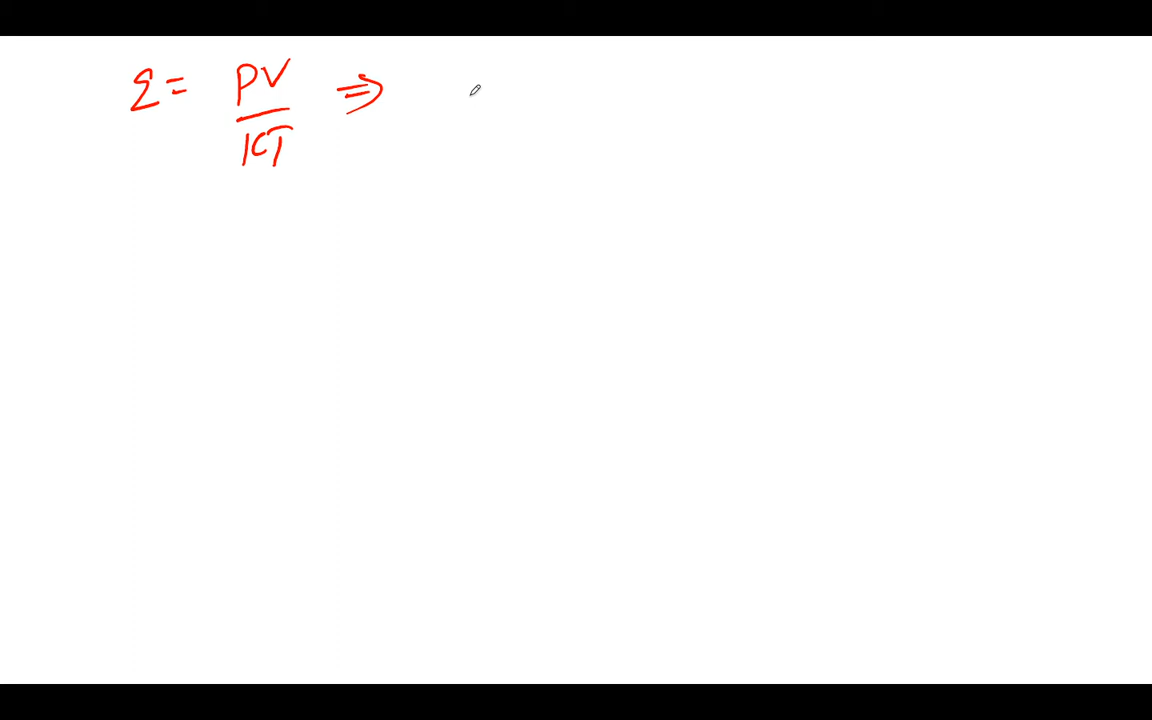 q = PV / KT ⇒